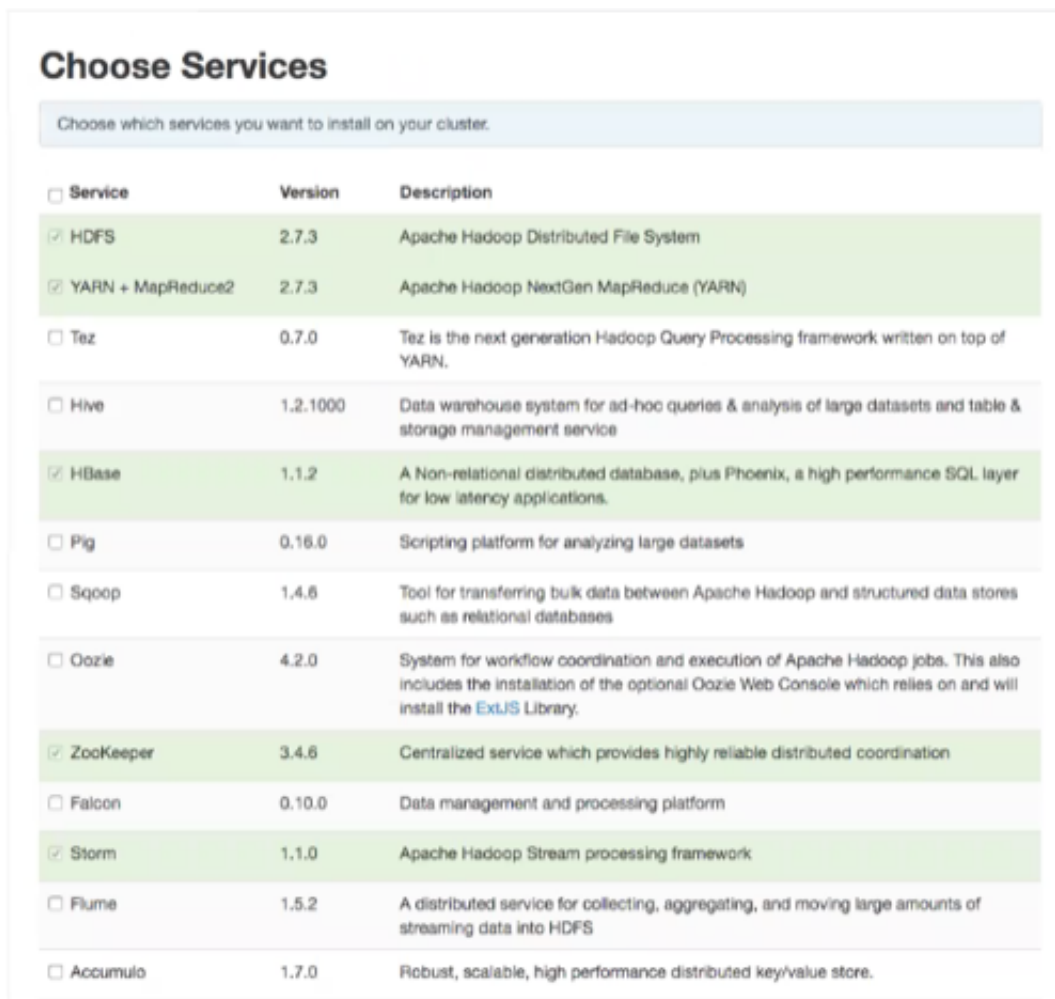 Choose Services
Choose which services you want to install on your cluster.
Service Version Description
HDFS 2.7.3 Apache Hadoop Distributed File System
YARN + MapReduce2 2.7.3 Apache Hadoop NextGen MapReduce (YARN)
Tez 0.7.0 Tez is the next generation Hadoop Query Processing framework written on top of
YARN.
Hive 1.2.1000 Data warehouse system for ad-hoc queries & analysis of large datasets and table &
storage management service
HBase 1.1.2 A Non-relational distributed database, plus Phoenix, a high performance SQL layer
for low latency applications.
Pig 0.16.0 Scripting platform for analyzing large datasets
Sqoop 1.4.6 Tool for transferring bulk data between Apache Hadoop and structured data stores
such as relational databases
Oozie 4.2.0 System for workflow coordination and execution of Apache Hadoop jobs. This also
includes the installation of the optional Oozie Web Console which relies on and will
install the ExtJS Library.
ZooKeeper 3.4.6 Centralized service which provides highly reliable distributed coordination
Falcon 0.10.0 Data management and processing platform
Storm 1.1.0 Apache Hadoop Stream processing framework
Flume 1.5.2 A distributed service for collecting, aggregating, and moving large amounts of
streaming data into HDFS
Accumulo 1.7.0 Robust, scalable, high performance distributed key/value store.